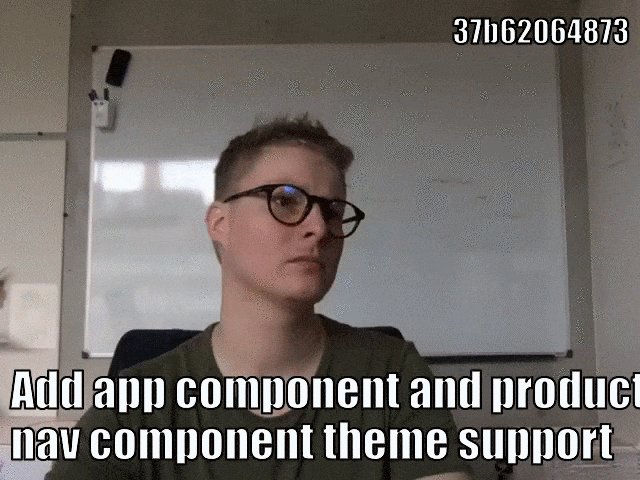 37b62064873
Add app component and product
nav component theme support